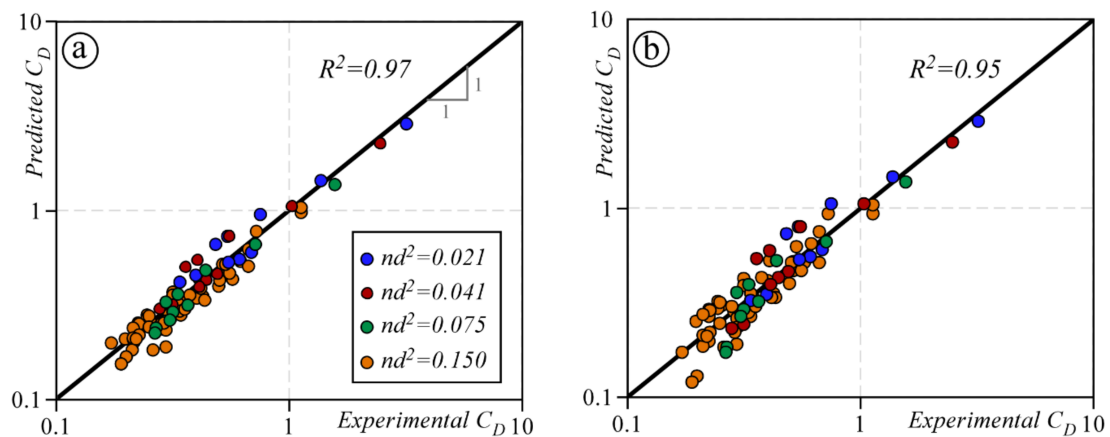 10
a
R²=0.97
1
1
Predicted C_D
1
nd²=0.021
nd²=0.041
nd²=0.075
nd²=0.150
0.1
0.1
1
Experimental C_D
10
10
b
R²=0.95
Predicted C_D
1
0.1
0.1
1
Experimental C_D
10